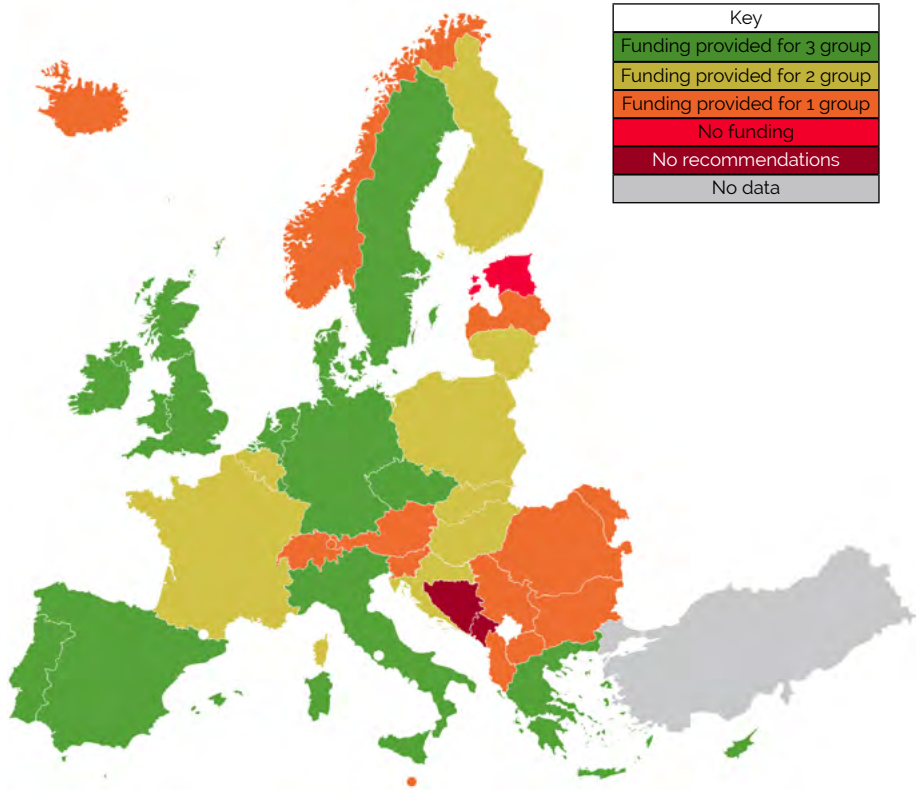 Key
Funding provided for 3 group
Funding provided for 2 group
Funding provided for 1 group
No funding
No recommendations
No data